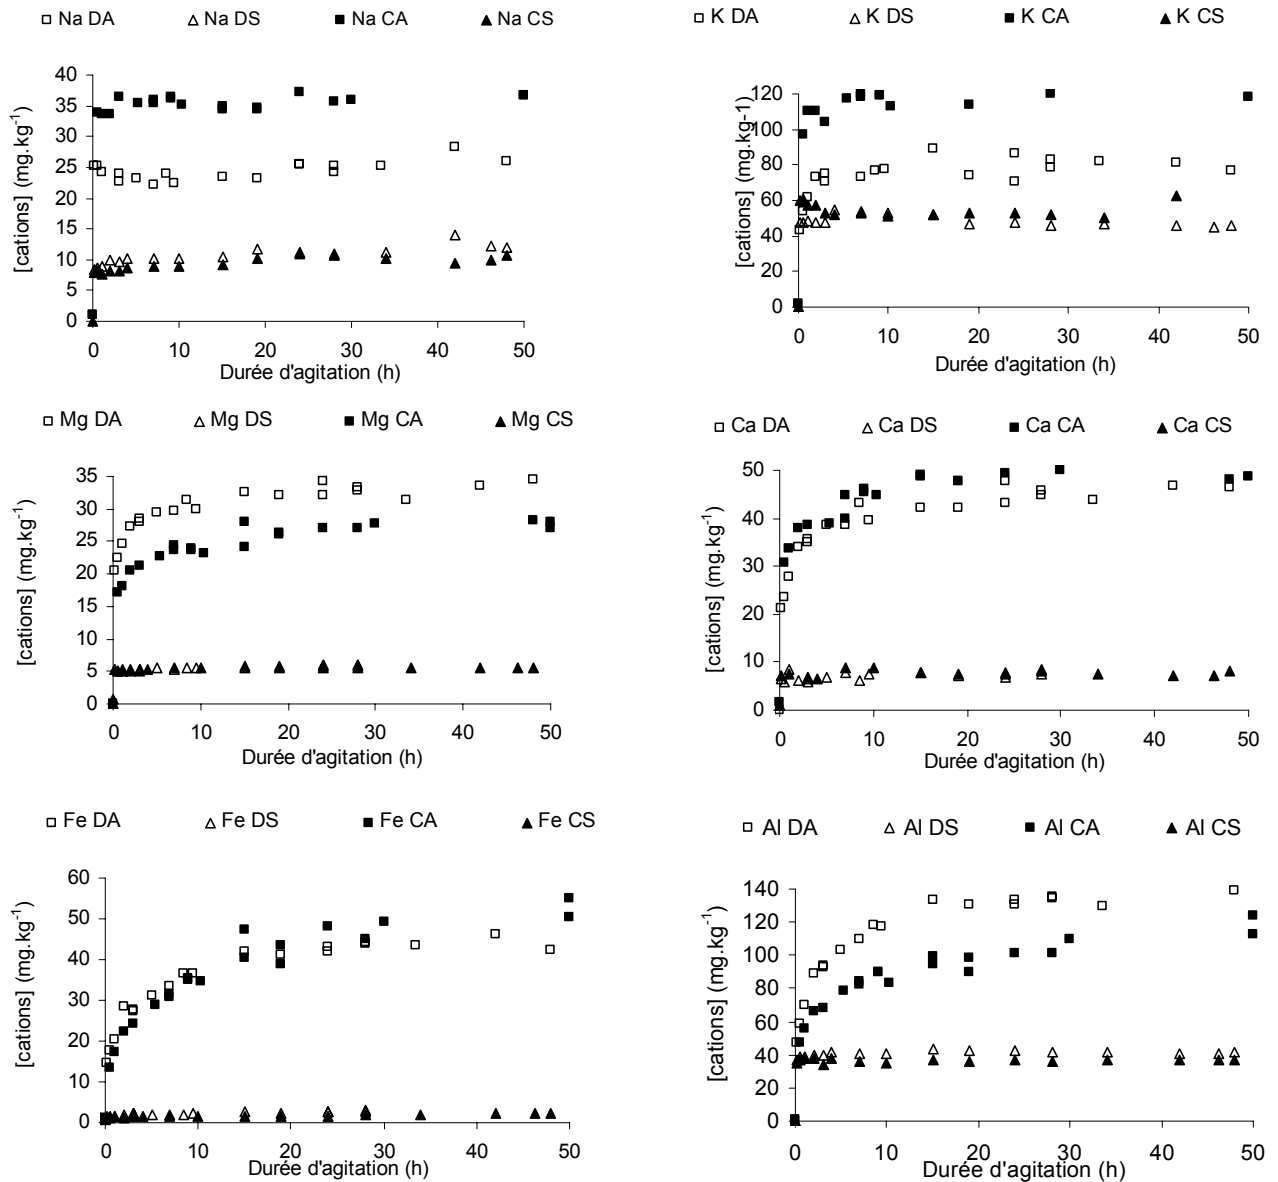 Na DA Na DS Na CA Na CS
[cations] (mg.kg-1)
40
35
30
25
20
15
10
5
0
0 10 20 30 40 50
Durée d'agitation (h)
K DA K DS K CA K CS
[cations] (mg.kg-1)
120
100
80
60
40
20
0
0 10 20 30 40 50
Durée d'agitation (h)
Mg DA Mg DS Mg CA Mg CS
[cations] (mg.kg-1)
35
30
25
20
15
10
5
0
0 10 20 30 40 50
Durée d'agitation (h)
Ca DA Ca DS Ca CA Ca CS
[cations] (mg.kg-1)
50
40
30
20
10
0
0 10 20 30 40 50
Durée d'agitation (h)
Fe DA Fe DS Fe CA Fe CS
[cations] (mg.kg-1)
60
50
40
30
20
10
0
0 10 20 30 40 50
Durée d'agitation (h)
Al DA Al DS Al CA Al CS
[cations] (mg.kg-1)
140
120
100
80
60
40
20
0
0 10 20 30 40 50
Durée d'agitation (h)